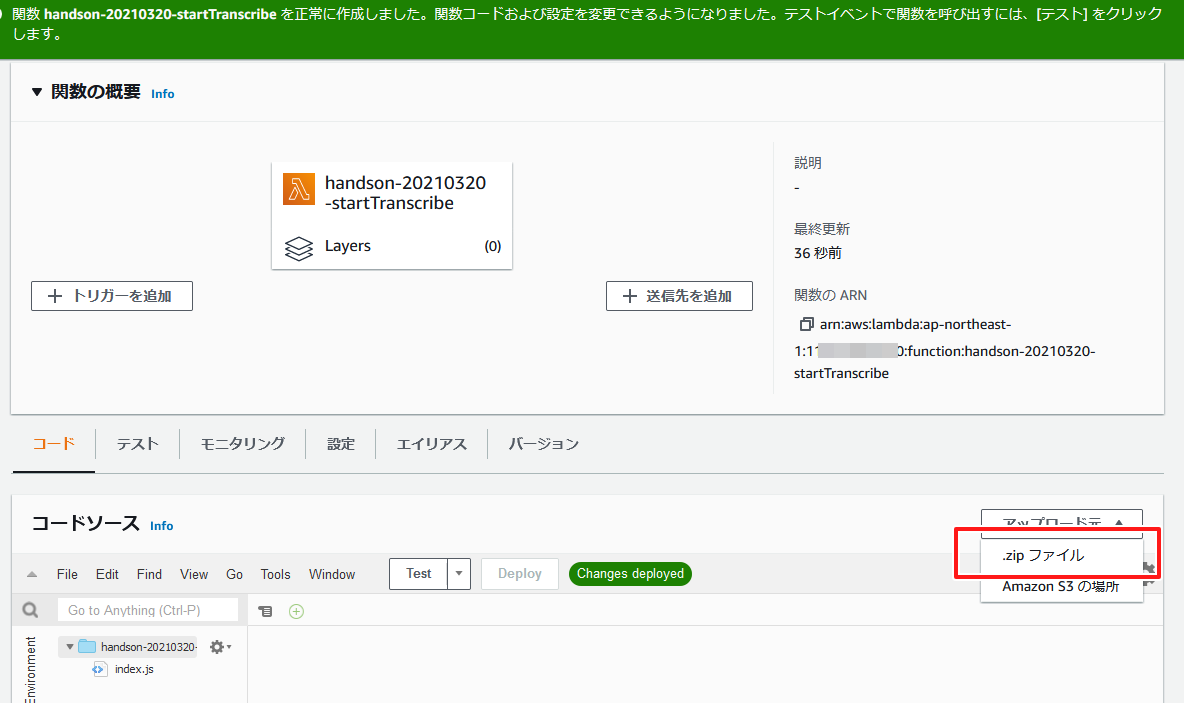 関数 handson-20210320-startTranscribe を正常に作成しました。関数コードおよび設定を変更できるようになりました。テストイベントで関数を呼び出すには、[テスト] をクリック
します。
▼ 関数の概要 Info
handson-20210320
-startTranscribe
Layers (0)
+ トリガーを追加
+ 送信先を追加
説明
-
最終更新
36 秒前
関数の ARN
arn:aws:lambda:ap-northeast-
1:11 0:function:handson-20210320-
startTranscribe
コード テスト モニタリング 設定 エイリアス バージョン
コードソース Info
アップロード元 ▲
.zip ファイル
Amazon S3 の場所
File Edit Find View Go Tools Window Test Deploy Changes deployed
Go to Anything (Ctrl-P)
Environment
handson-20210320-
index.js